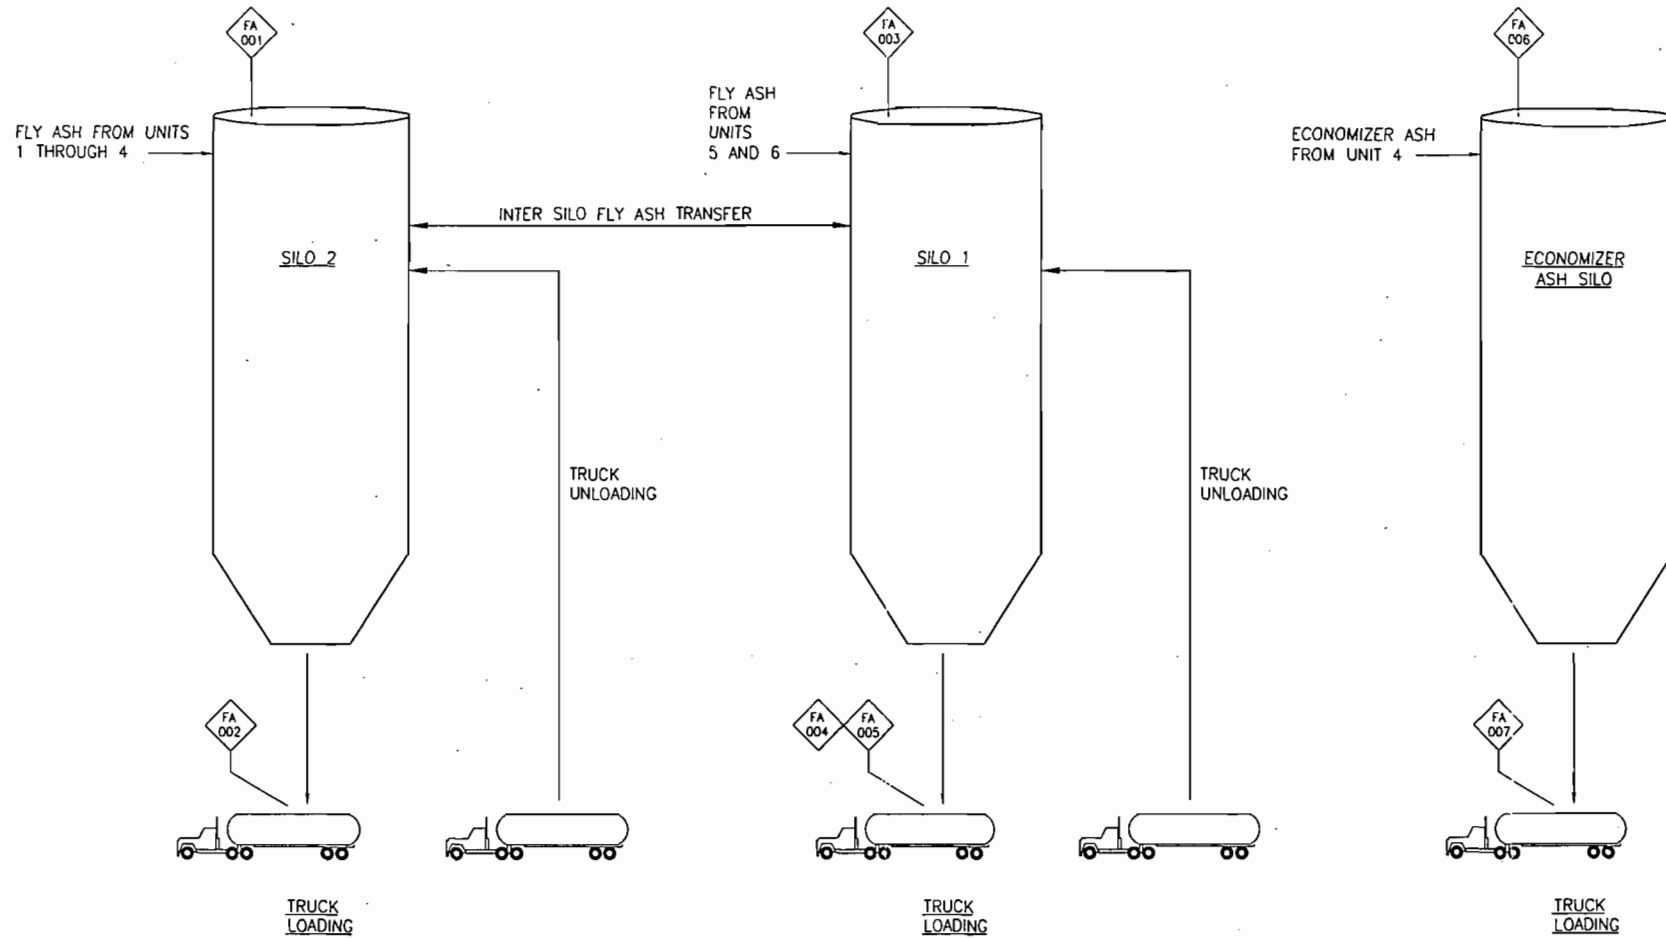 FA
001
FA
003
FA
006
FLY ASH FROM UNITS
1 THROUGH 4
FLY ASH
FROM
UNITS
5 AND 6
ECONOMIZER ASH
FROM UNIT 4
INTER SILO FLY ASH TRANSFER
SILO 2
SILO 1
ECONOMIZER
ASH SILO
TRUCK
UNLOADING
TRUCK
UNLOADING
FA
002
FA
004
FA
005
FA
007
TRUCK
LOADING
TRUCK
LOADING
TRUCK
LOADING